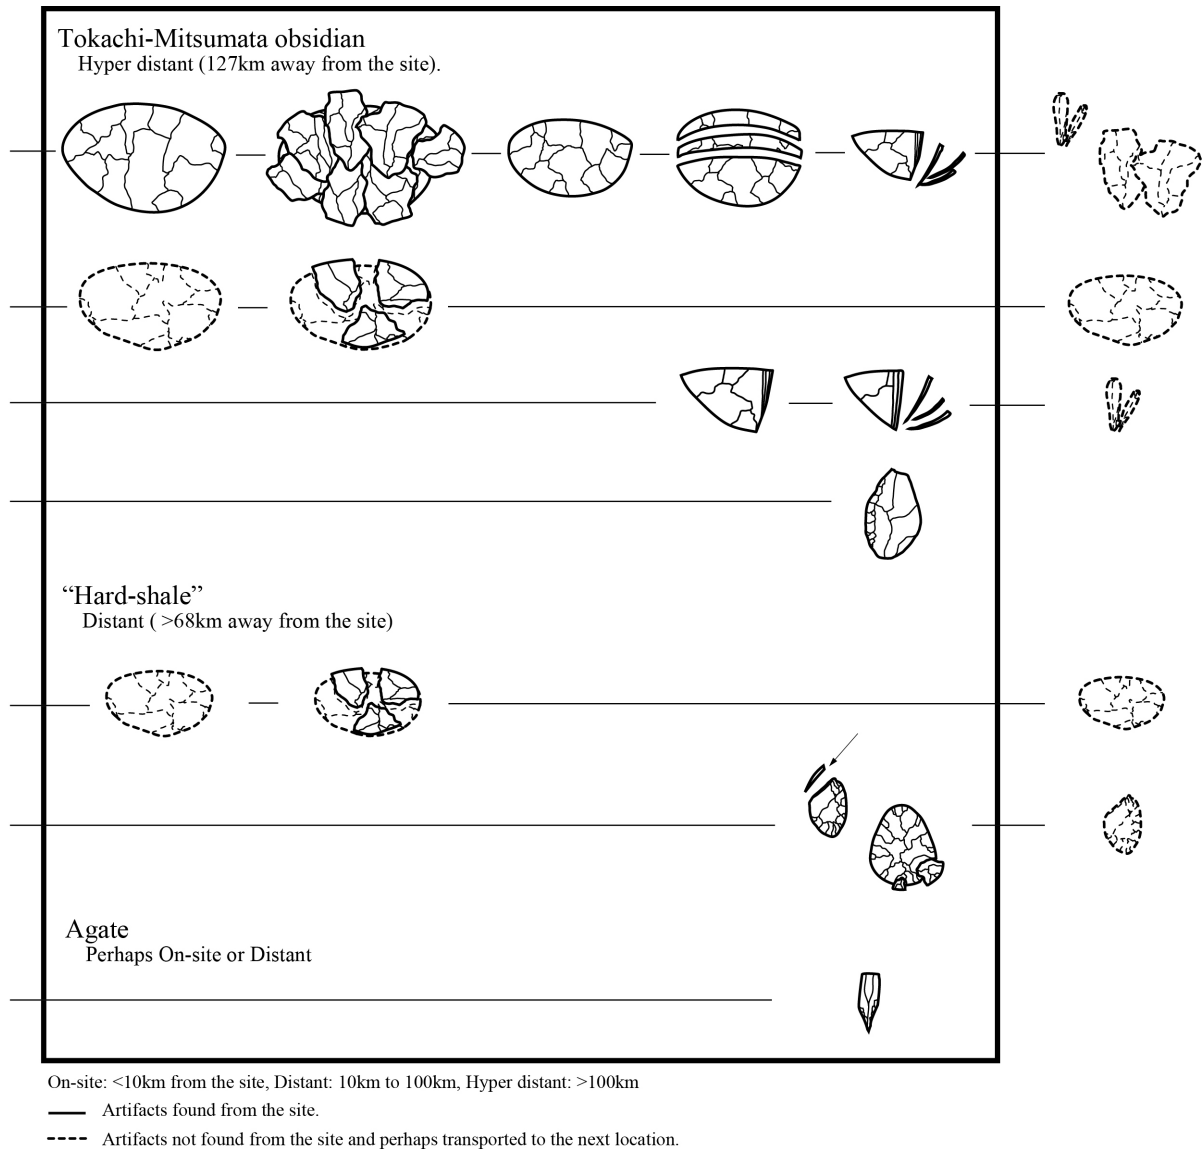 Tokachi-Mitsumata obsidian
Hyper distant (127km away from the site).
“Hard-shale”
Distant ( >68km away from the site)
Agate
Perhaps On-site or Distant
On-site: <10km from the site, Distant: 10km to 100km, Hyper distant: >100km
Artifacts found from the site.
Artifacts not found from the site and perhaps transported to the next location.